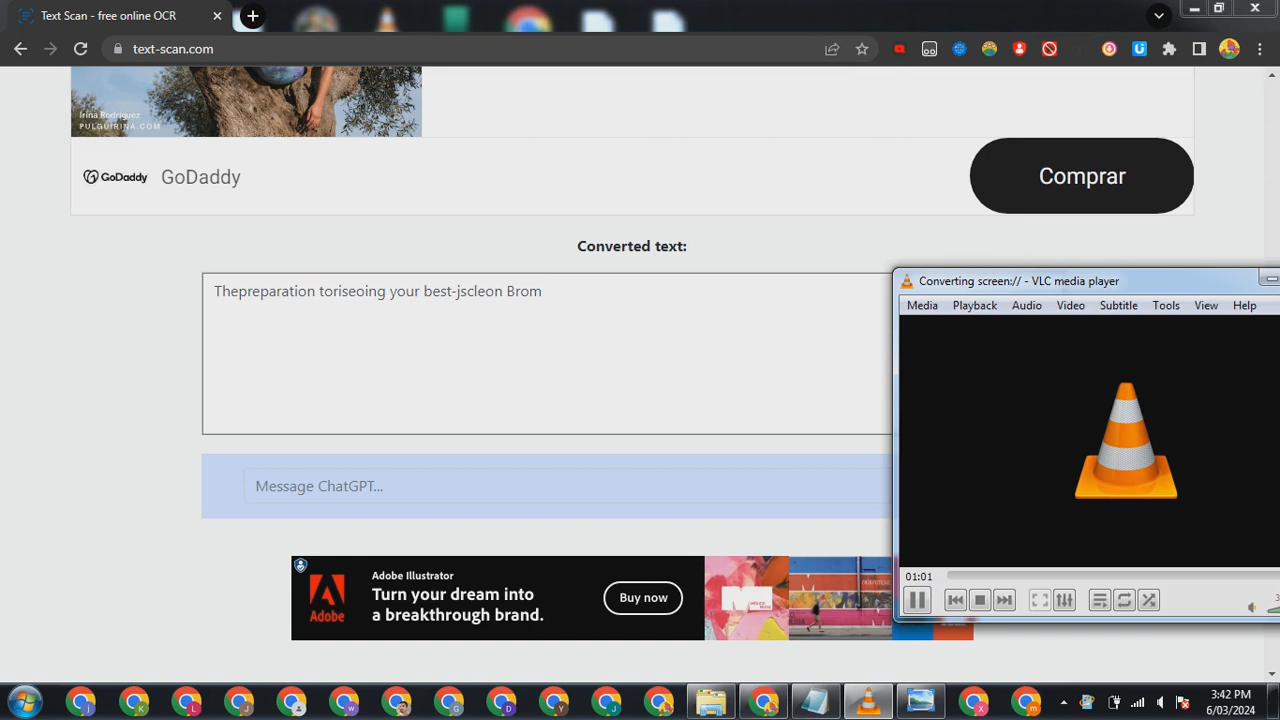 Text Scan - free online OCR
text-scan.com
Irina Rodríguez
PULGUIRINA.COM
GoDaddy
GoDaddy
Comprar
Converted text:
Thepreparation toriseoing your best-jscleon Brom
Message ChatGPT...
Converting screen:// - VLC media player
Media Playback Audio Video Subtitle Tools View Help
01:01
Adobe
Adobe Illustrator
Turn your dream into
a breakthrough brand.
Buy now
3:42 PM
6/03/2024